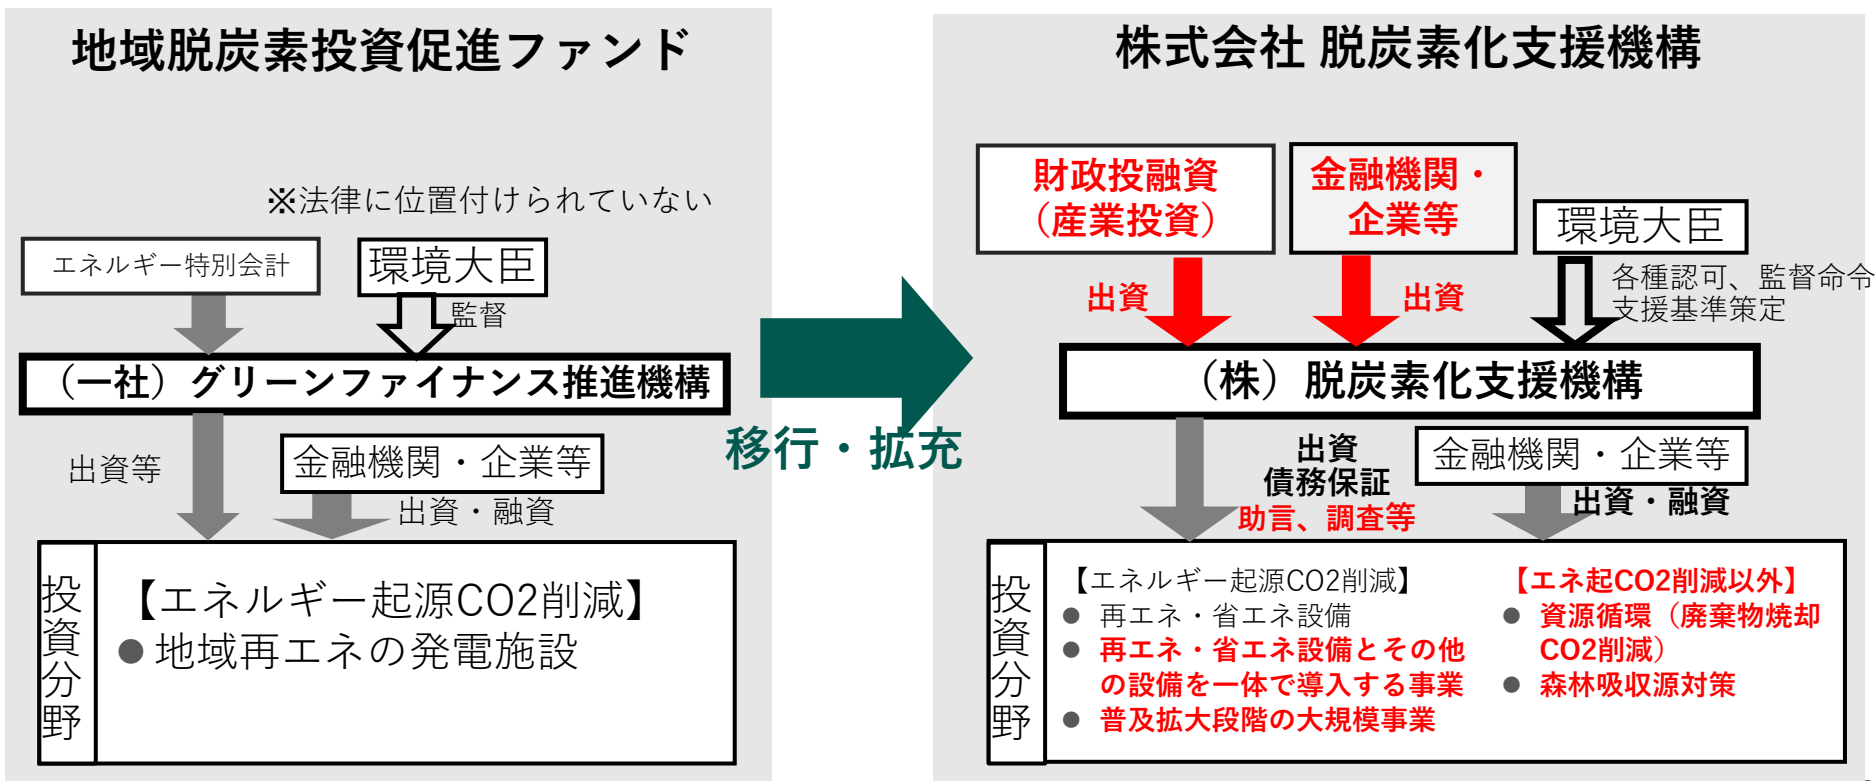 地域脱炭素投資促進ファンド
※法律に位置付けられていない
エネルギー特別会計
環境大臣
監督
（一社）グリーンファイナンス推進機構
出資等
金融機関・企業等
出資・融資
投資分野
【エネルギー起源CO2削減】
● 地域再エネの発電施設
移行・拡充
株式会社 脱炭素化支援機構
財政投融資
（産業投資）
金融機関・
企業等
環境大臣
出資
出資
各種認可、監督命令
支援基準策定
（株）脱炭素化支援機構
出資
債務保証
助言、調査等
金融機関・企業等
出資・融資
投資分野
【エネルギー起源CO2削減】
● 再エネ・省エネ設備
● 再エネ・省エネ設備とその他
の設備を一体で導入する事業
● 普及拡大段階の大規模事業
【エネ起CO2削減以外】
● 資源循環（廃棄物焼却
CO2削減）
● 森林吸収源対策